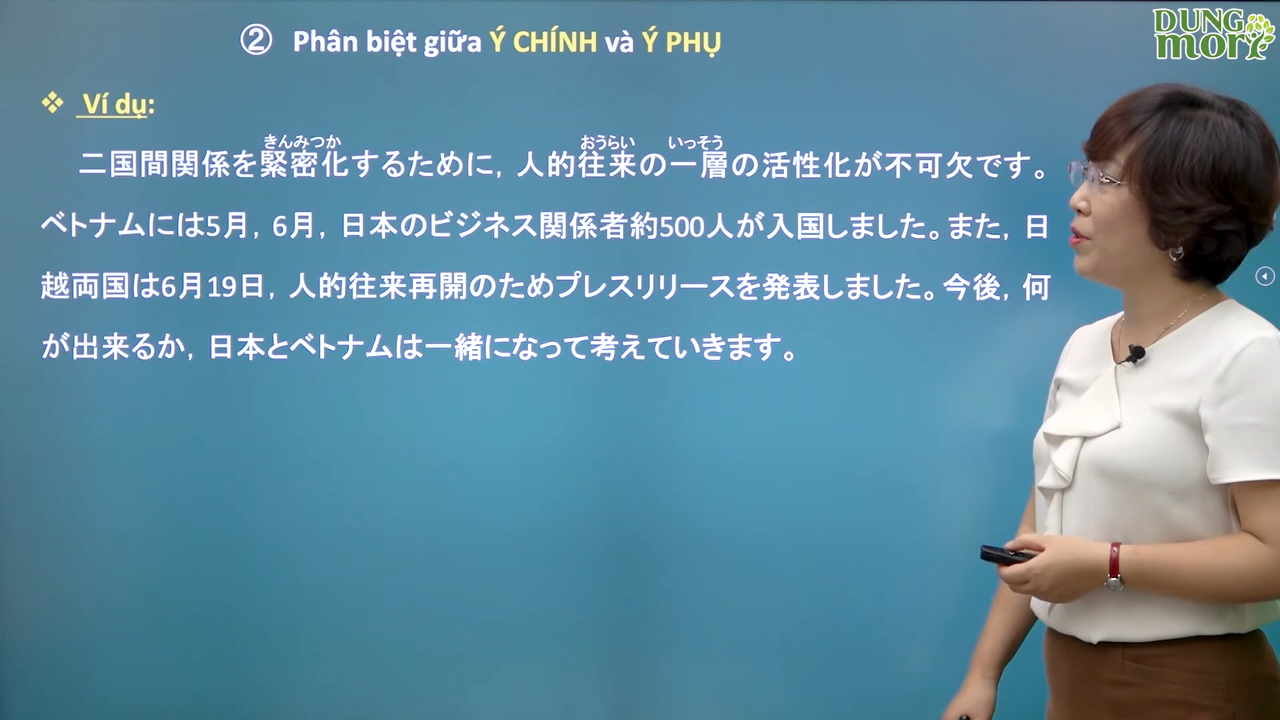 ② Phân biệt giữa Ý CHÍNH và Ý PHỤ
DUNG
mori
❖ Ví dụ:
きんみつか おうらい いっそう
二国間関係を緊密化するために，人的往来の一層の活性化が不可欠です。
ベトナムには5月，6月，日本のビジネス関係者約500人が入国しました。また，日
越両国は6月19日，人的往来再開のためプレスリリースを発表しました。今後，何
が出来るか，日本とベトナムは一緒になって考えていきます。